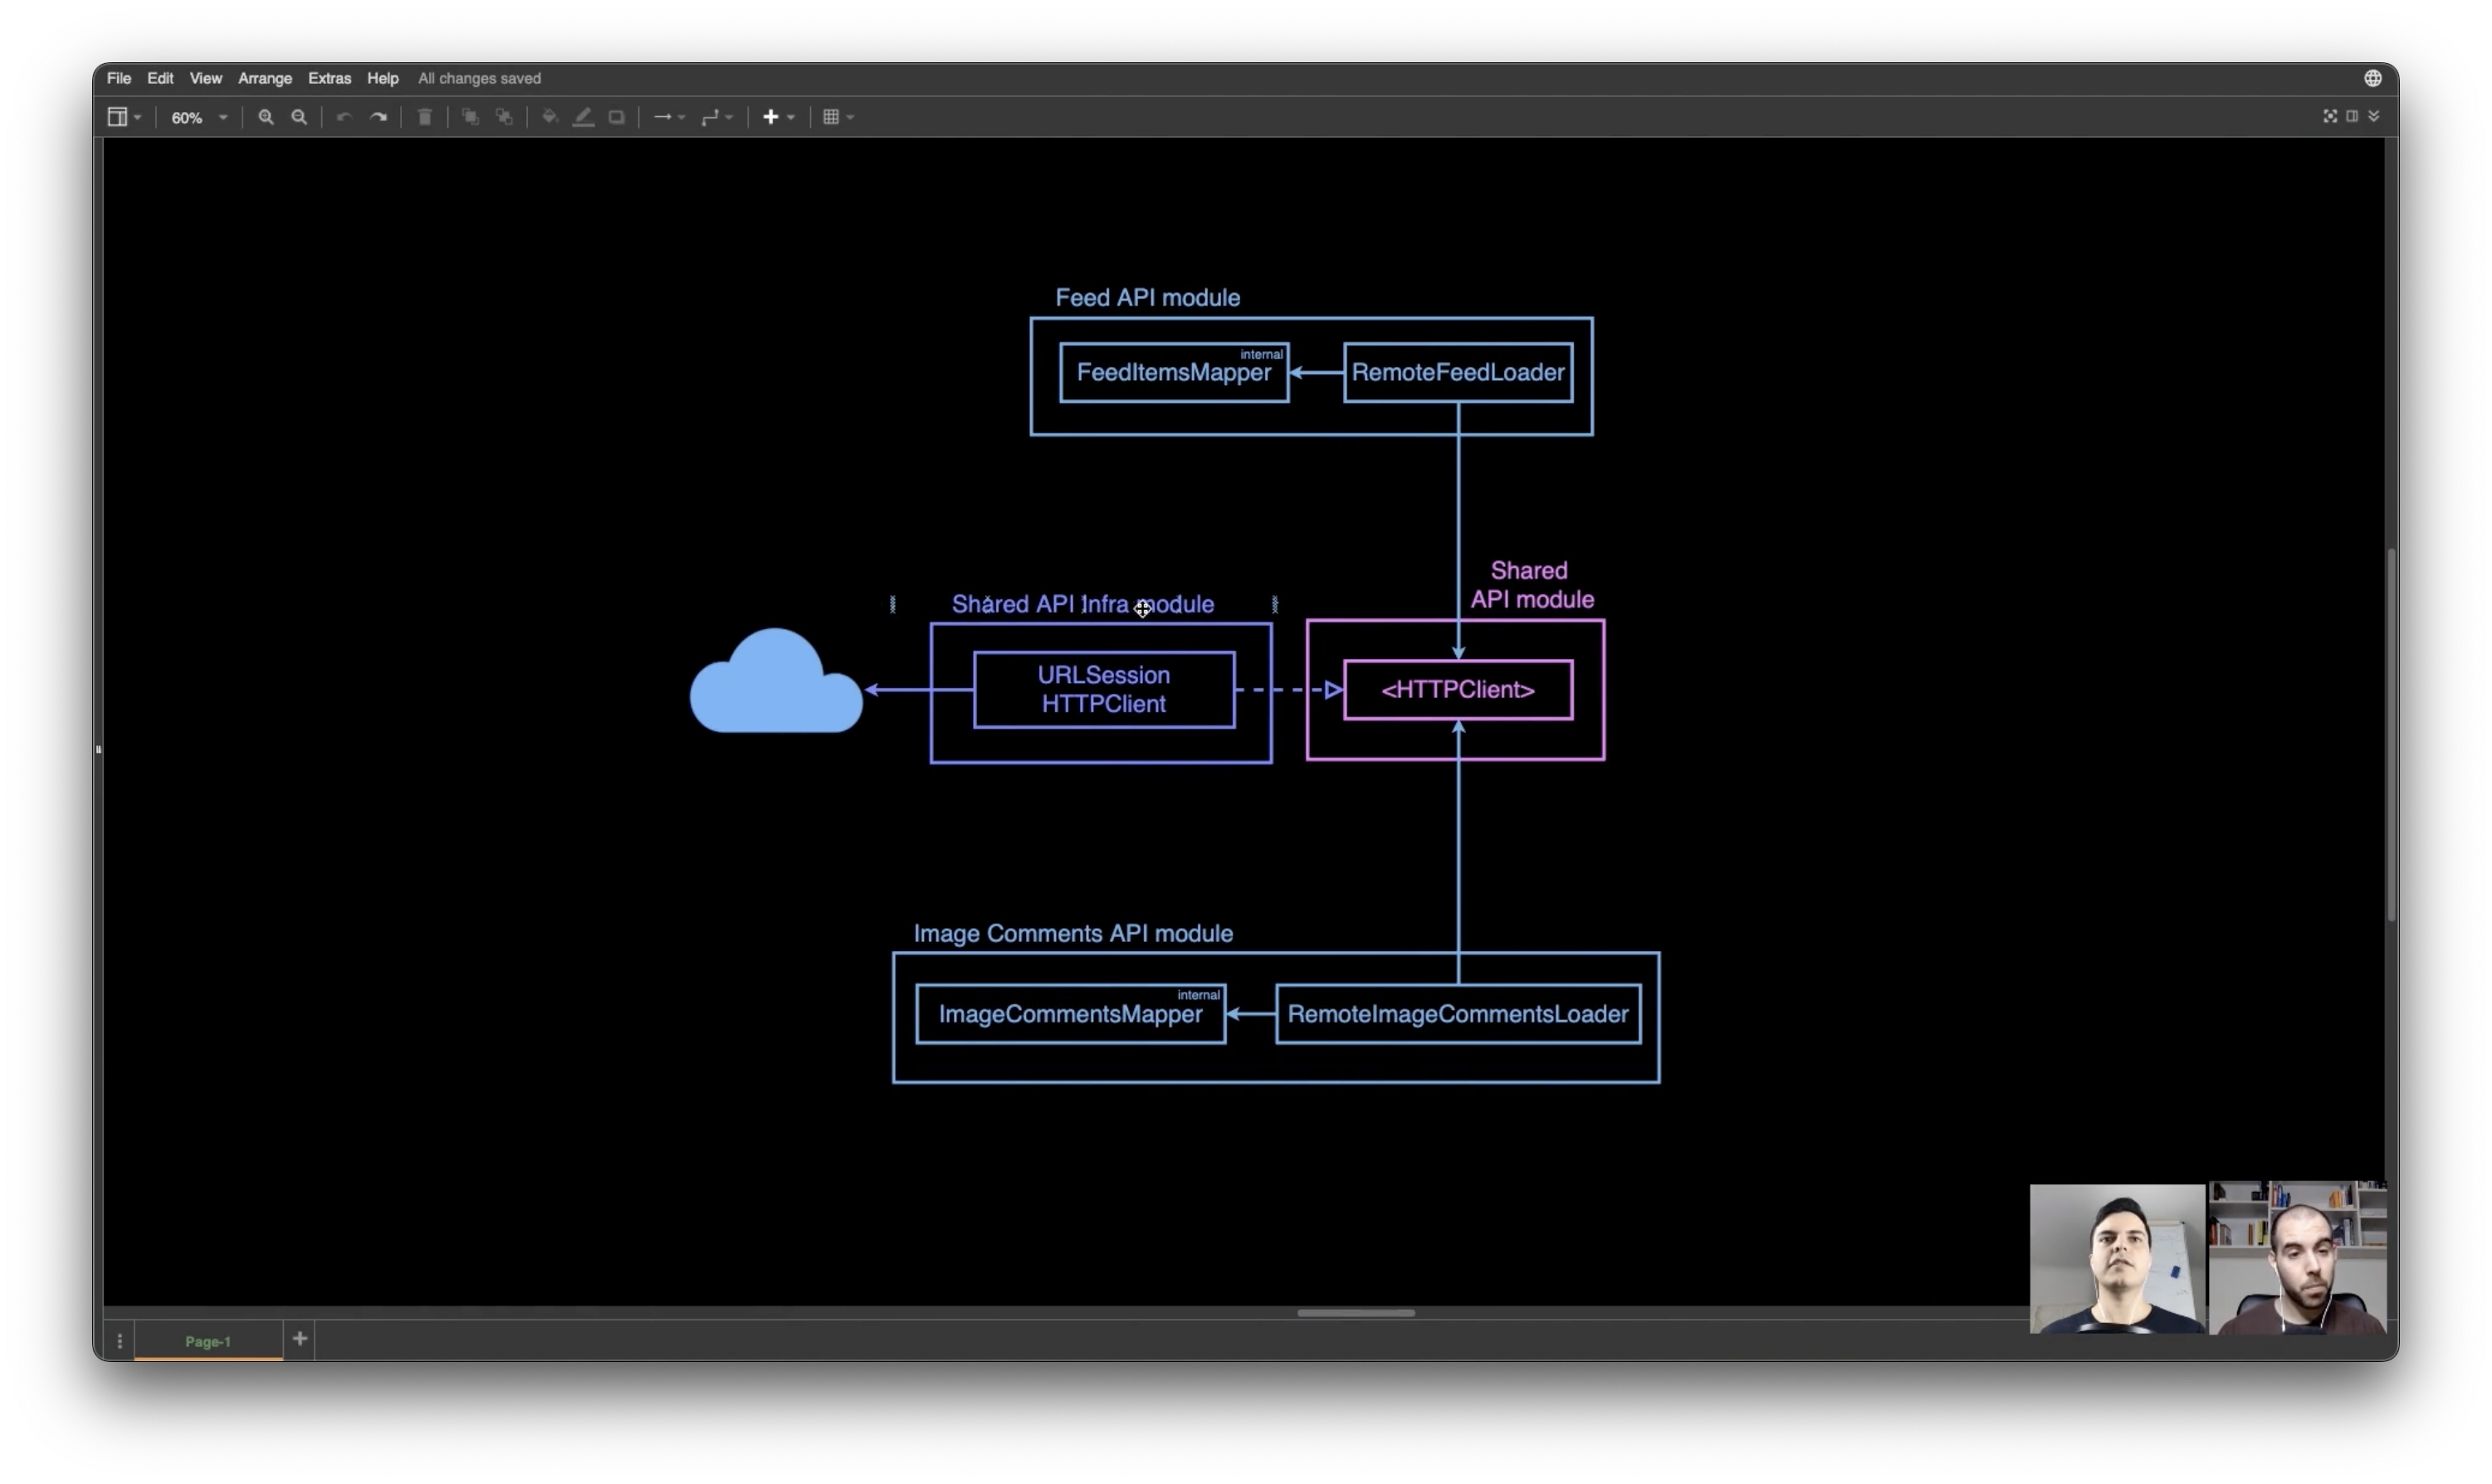 File Edit View Arrange Extras Help All changes saved
60%
Feed API module
internal
FeedItemsMapper
RemoteFeedLoader
Shared
API module
Shared API Infra module
URLSession
HTTPClient
<HTTPClient>
Image Comments API module
internal
ImageCommentsMapper
RemoteImageCommentsLoader
Page-1